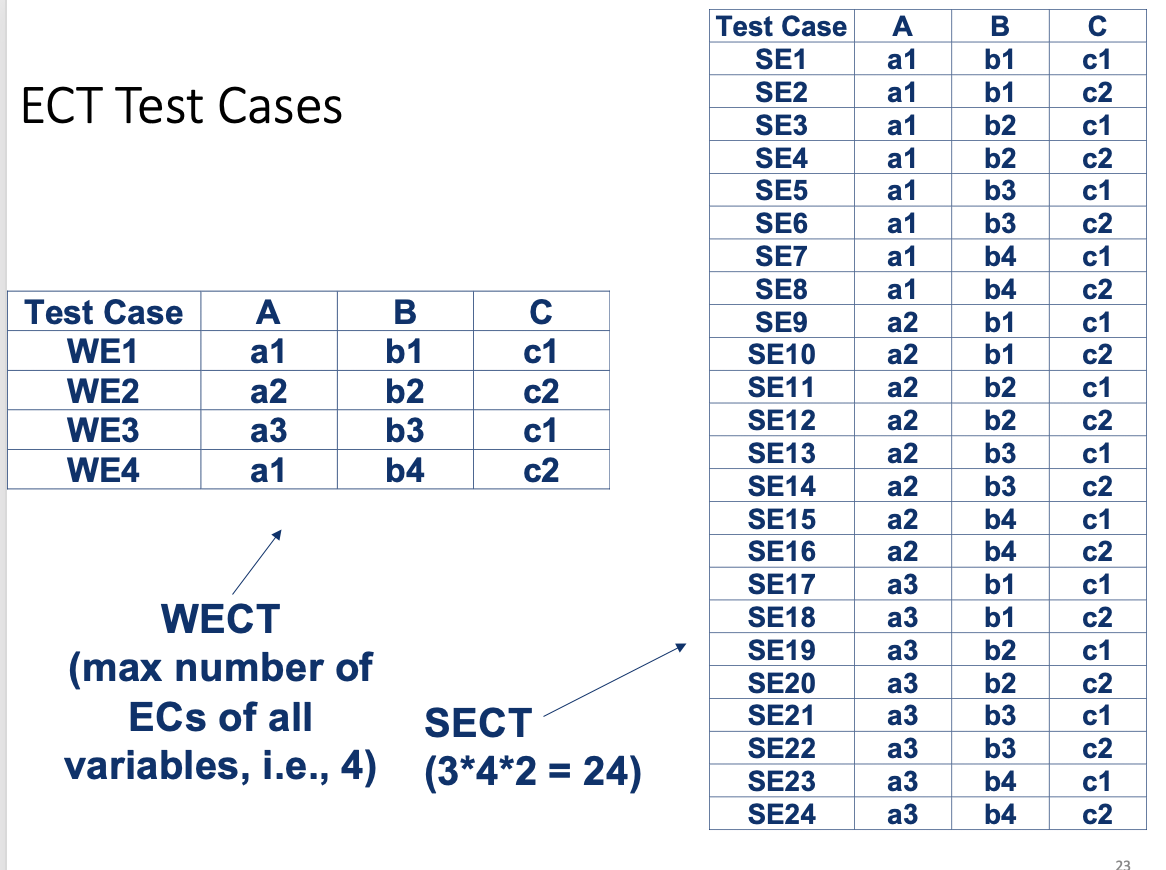 ECT Test Cases
Test Case A B C
WE1 a1 b1 c1
WE2 a2 b2 c2
WE3 a3 b3 c1
WE4 a1 b4 c2
WECT
(max number of
ECs of all
variables, i.e., 4)
SECT
(3*4*2 = 24)
Test Case A B C
SE1 a1 b1 c1
SE2 a1 b1 c2
SE3 a1 b2 c1
SE4 a1 b2 c2
SE5 a1 b3 c1
SE6 a1 b3 c2
SE7 a1 b4 c1
SE8 a1 b4 c2
SE9 a2 b1 c1
SE10 a2 b1 c2
SE11 a2 b2 c1
SE12 a2 b2 c2
SE13 a2 b3 c1
SE14 a2 b3 c2
SE15 a2 b4 c1
SE16 a2 b4 c2
SE17 a3 b1 c1
SE18 a3 b1 c2
SE19 a3 b2 c1
SE20 a3 b2 c2
SE21 a3 b3 c1
SE22 a3 b3 c2
SE23 a3 b4 c1
SE24 a3 b4 c2
23